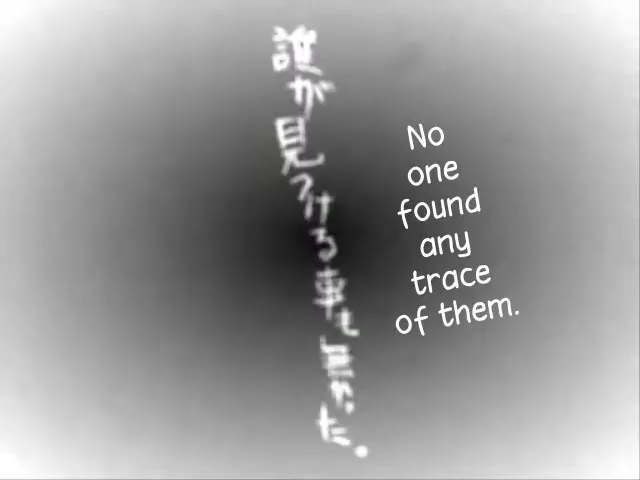 誰が見つける事も無かった。
No
one
found
any
trace
of them.